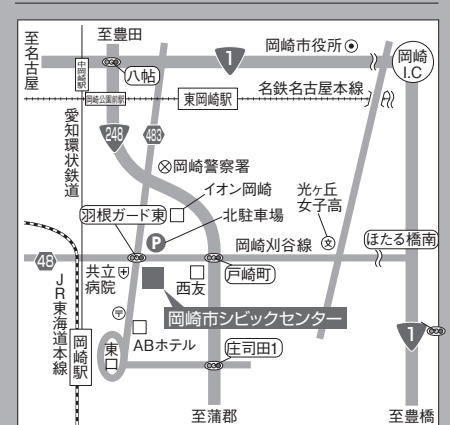 至名古屋
至豊田
岡崎市役所
岡崎I.C
中岡崎駅
八帖
1
岡崎公園前駅
東岡崎駅
名鉄名古屋本線
愛知環状鉄道
248
483
岡崎警察署
イオン岡崎
光ヶ丘女子高
文
羽根ガード東
P
北駐車場
岡崎刈谷線
ほたる橋南
48
共立病院
西友
戸崎町
JR東海道本線
岡崎市シビックセンター
〒
1
岡崎駅
東口
ABホテル
庄司田1
至蒲郡
至豊橋